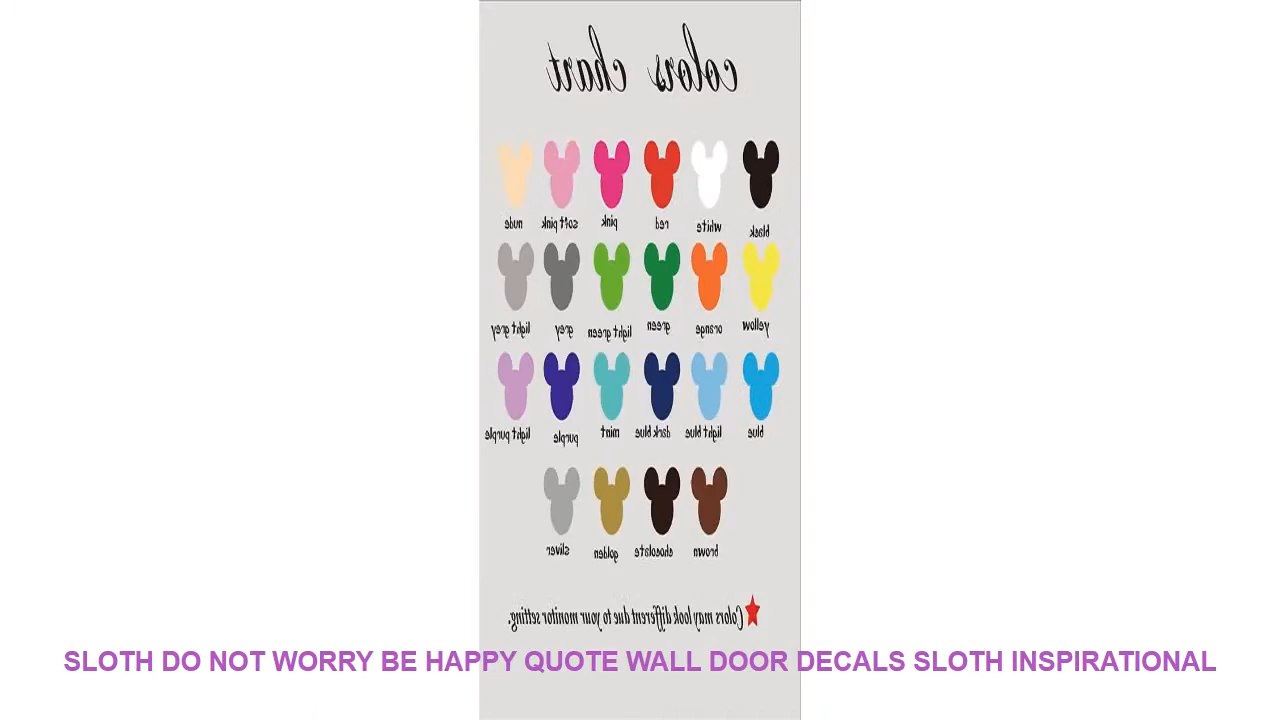 colors chart
black white red pink soft pink nude
yellow orange green light green grey light grey
blue light blue dark blue mint purple light purple
brown chocolate golden sliver
Colors may look different due to your monitor setting.
SLOTH DO NOT WORRY BE HAPPY QUOTE WALL DOOR DECALS SLOTH INSPIRATIONAL